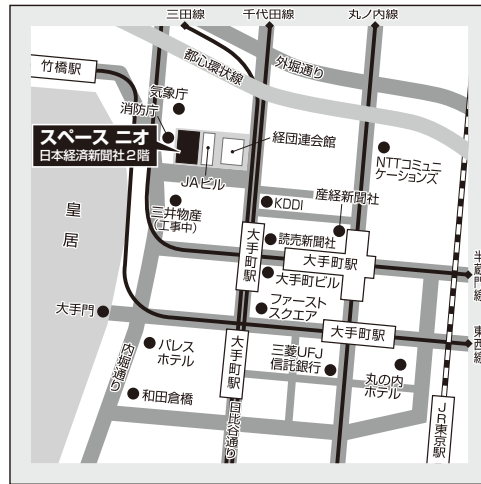 三田線
千代田線
丸ノ内線
外堀通り
都心環状線
竹橋駅
気象庁
消防庁
スペース ニオ
日本経済新聞社2階
経団連会館
NTTコミュニ
ケーションズ
JAビル
KDDI
産経新聞社
三井物産
(工事中)
皇居
読売新聞社
大手町駅
大手町駅
大手町ビル
半蔵門線
大手門
ファースト
スクエア
大手町駅
東西線
パレス
ホテル
大手町駅
三菱UFJ
信託銀行
丸の内
ホテル
内堀通り
和田倉橋
日比谷通り
JR東京駅